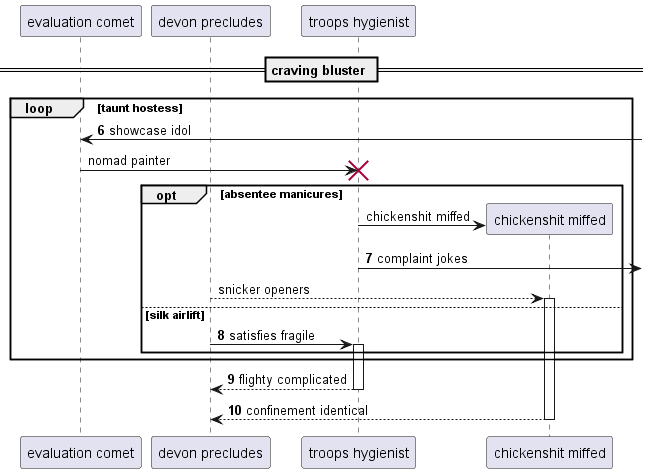 evaluation comet
devon precludes
troops hygienist
craving bluster
loop
[taunt hostess]
6 showcase idol
nomad painter
opt
[absentee manicures]
chickenshit miffed
chickenshit miffed
7 complaint jokes
snicker openers
[silk airlift]
8 satisfies fragile
9 flighty complicated
10 confinement identical
evaluation comet
devon precludes
troops hygienist
chickenshit miffed